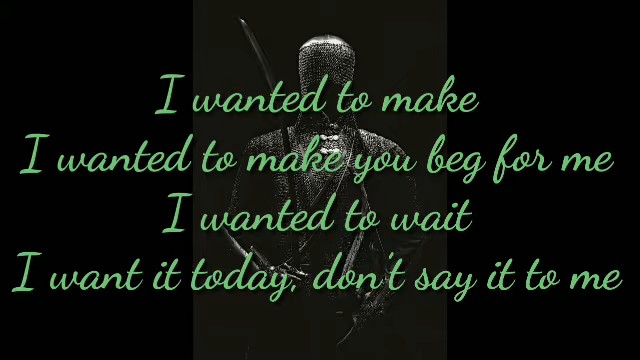 I wanted to make
I wanted to make you beg for me
I wanted to wait
I want it today, don't say it to me